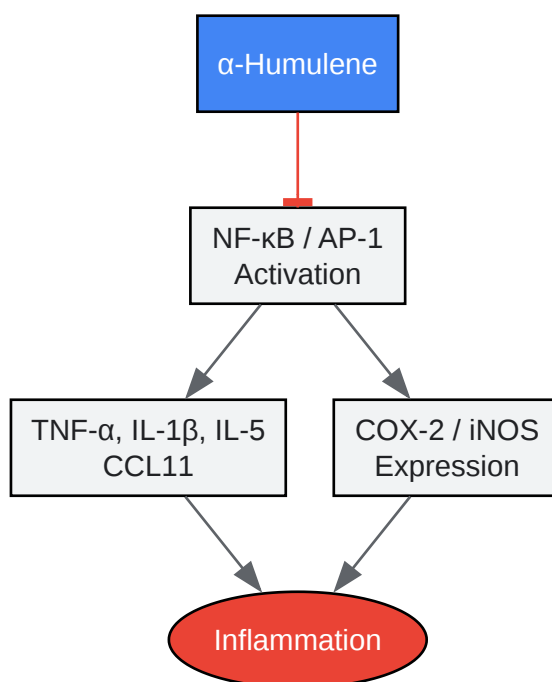 α-Humulene
NF-κB / AP-1
Activation
TNF-α, IL-1β, IL-5
CCL11
COX-2 / iNOS
Expression
Inflammation